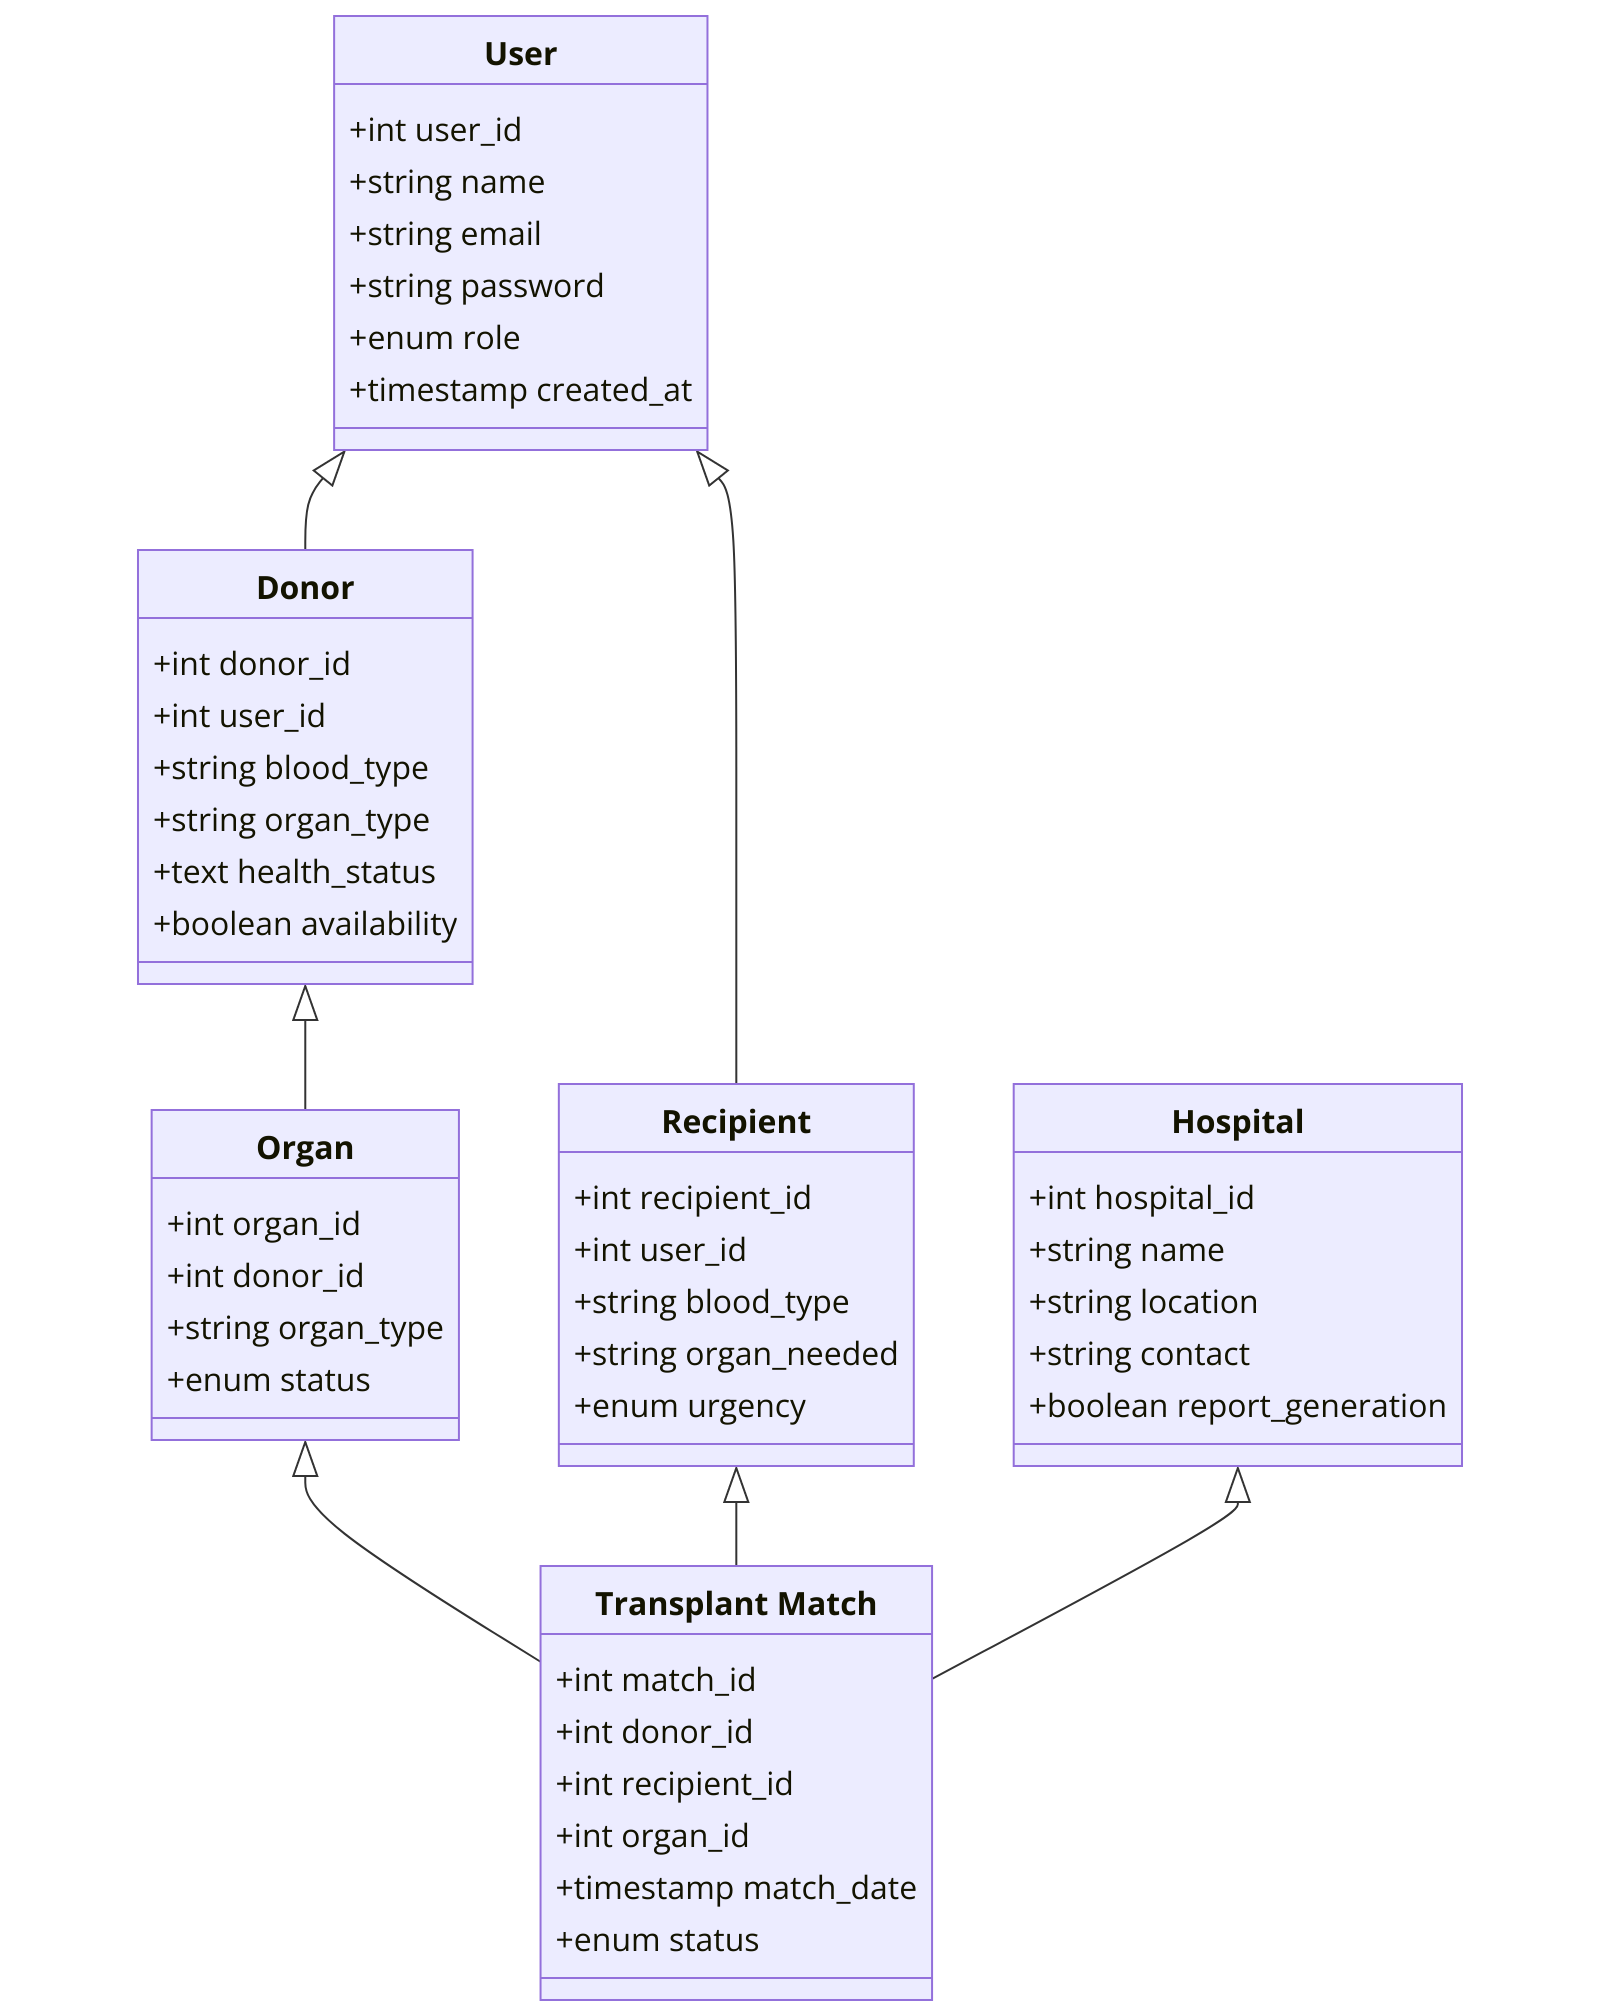 User
+int user_id
+string name
+string email
+string password
+enum role
+timestamp created_at
Donor
+int donor_id
+int user_id
+string blood_type
+string organ_type
+text health_status
+boolean availability
Organ
+int organ_id
+int donor_id
+string organ_type
+enum status
Recipient
+int recipient_id
+int user_id
+string blood_type
+string organ_needed
+enum urgency
Hospital
+int hospital_id
+string name
+string location
+string contact
+boolean report_generation
Transplant Match
+int match_id
+int donor_id
+int recipient_id
+int organ_id
+timestamp match_date
+enum status